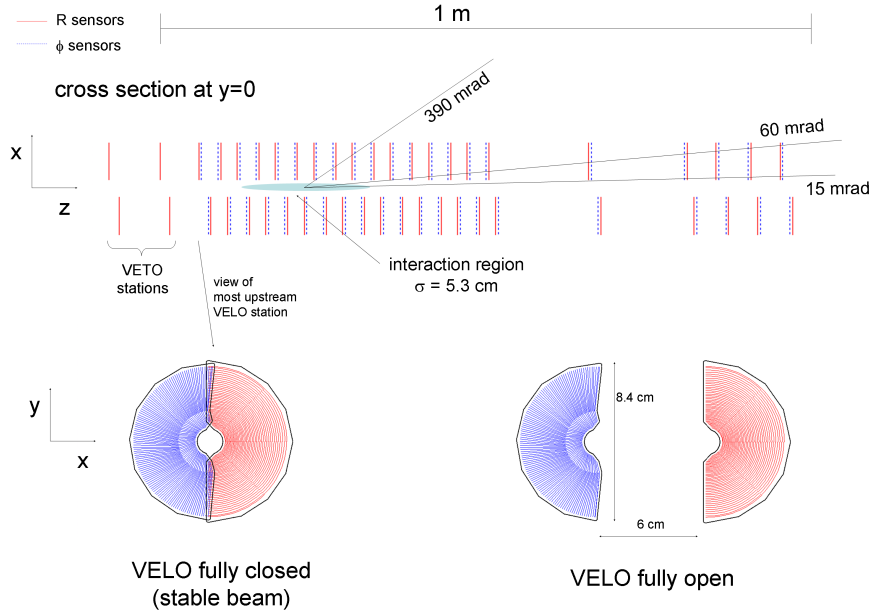 R sensors
ϕ sensors
1 m
cross section at y=0
390 mrad
60 mrad
15 mrad
x
z
VETO
stations
view of
most upstream
VELO station
interaction region
σ = 5.3 cm
y
x
8.4 cm
6 cm
VELO fully closed
(stable beam)
VELO fully open